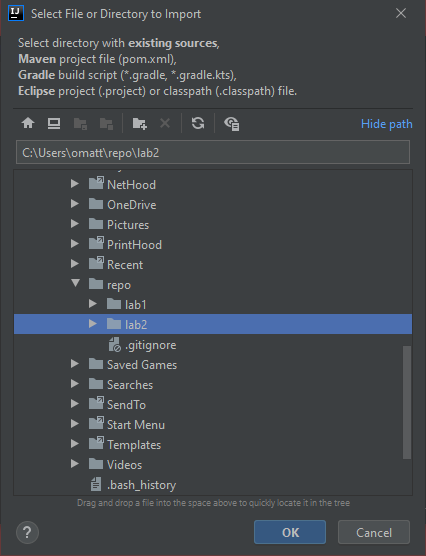 IJ Select File or Directory to Import
Select directory with existing sources,
Maven project file (pom.xml),
Gradle build script (*.gradle, *.gradle.kts),
Eclipse project (.project) or classpath (.classpath) file.
Hide path
C:\Users\omatt\repo\lab2
NetHood
OneDrive
Pictures
PrintHood
Recent
repo
lab1
lab2
.gitignore
Saved Games
Searches
SendTo
Start Menu
Templates
Videos
.bash_history
Drag and drop a file into the space above to quickly locate it in the tree
? OK Cancel